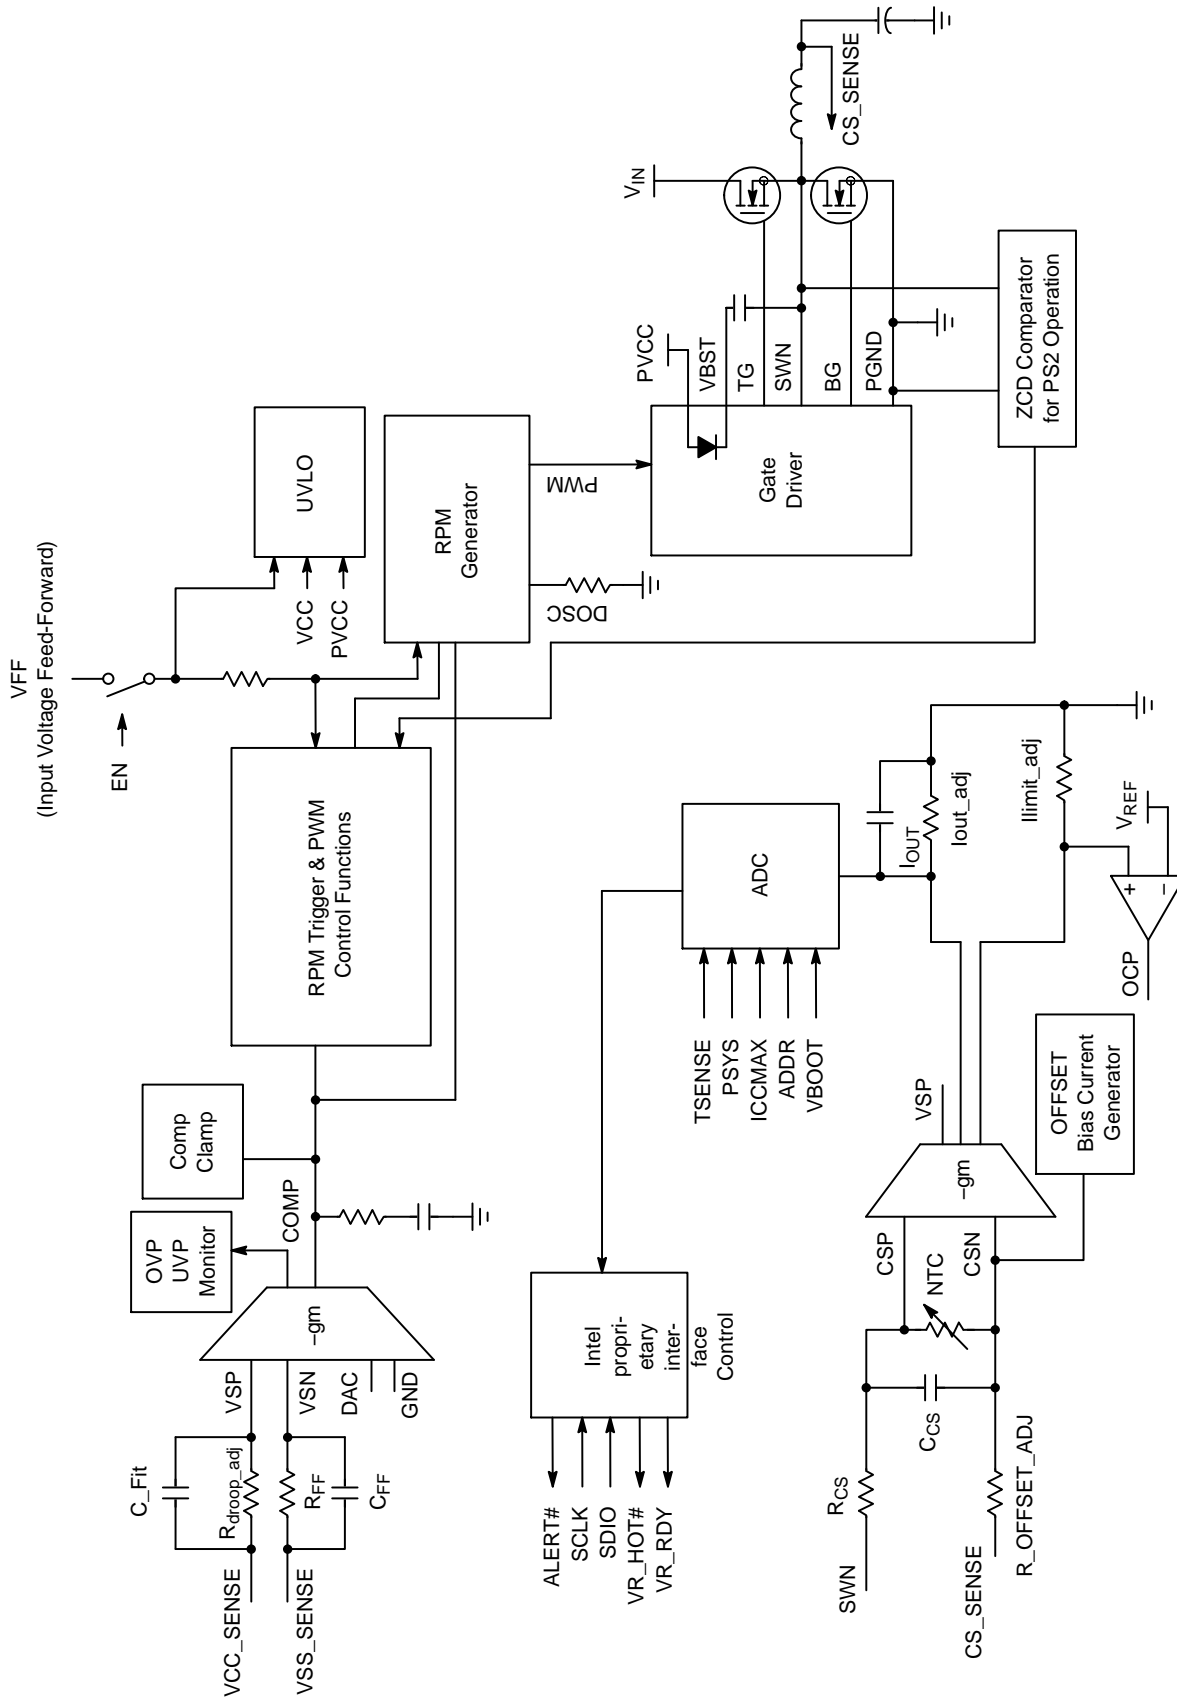 VFF
(Input Voltage Feed-Forward)
EN
UVLO
VCC
PVCC
RPM Trigger & PWM
Control Functions
RPM
Generator
PWM
DOSC
Comp
Clamp
OVP
UVP
Monitor
COMP
-gm
VSP
VSN
DAC
GND
C_Fit
Rdroop_adj
RFF
CFF
VCC_SENSE
VSS_SENSE
PVCC
VBST
TG
SWN
BG
PGND
Gate
Driver
VIN
CS_SENSE
ZCD Comparator
for PS2 Operation
ADC
TSENSE
PSYS
ICCMAX
ADDR
VBOOT
Intel
propri-
etary
inter-
face
Control
ALERT#
SCLK
SDIO
VR_HOT#
VR_RDY
IOUT
Iout_adj
Ilimit_adj
VREF
+
–
OCP
VSP
-gm
CSP
CSN
NTC
CCS
RCS
SWN
CS_SENSE
R_OFFSET_ADJ
OFFSET
Bias Current
Generator